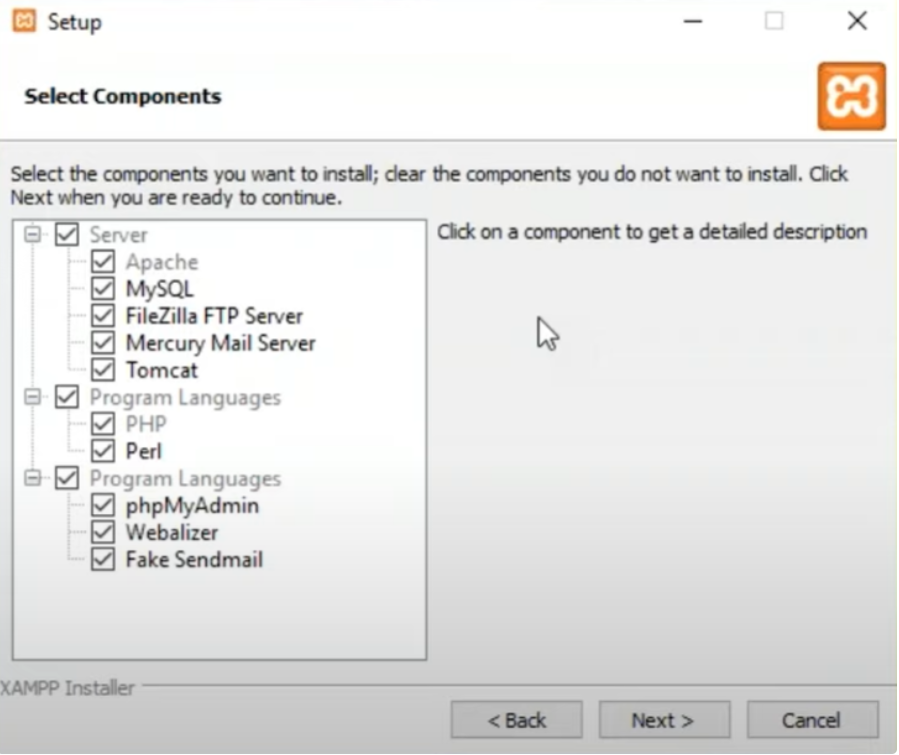 Setup
Select Components
Select the components you want to install; clear the components you do not want to install. Click
Next when you are ready to continue.
Server
Apache
MySQL
FileZilla FTP Server
Mercury Mail Server
Tomcat
Program Languages
PHP
Perl
Program Languages
phpMyAdmin
Webalizer
Fake Sendmail
Click on a component to get a detailed description
XAMPP Installer
< Back
Next >
Cancel